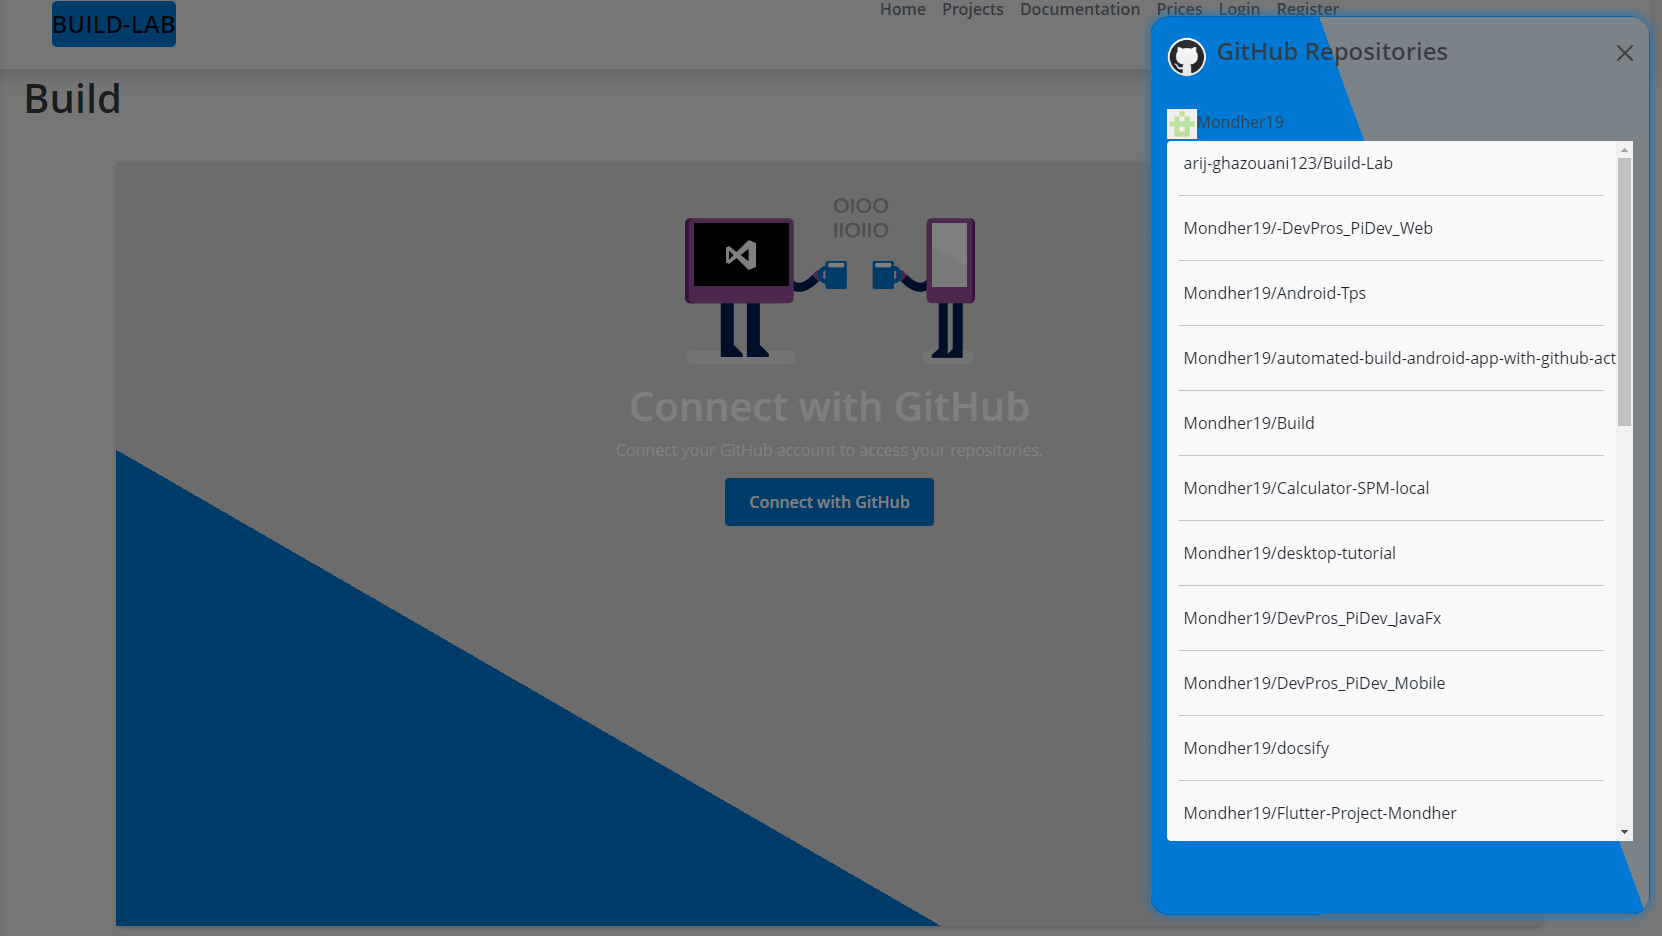 BUILD-LAB
Home Projects Documentation Prices Login Register
Build
OIOO
IIOIIO
Connect with GitHub
Connect your GitHub account to access your repositories.
Connect with GitHub
GitHub Repositories
Mondher19
arij-ghazouani123/Build-Lab
Mondher19/-DevPros_PiDev_Web
Mondher19/Android-Tps
Mondher19/automated-build-android-app-with-github-act
Mondher19/Build
Mondher19/Calculator-SPM-local
Mondher19/desktop-tutorial
Mondher19/DevPros_PiDev_JavaFx
Mondher19/DevPros_PiDev_Mobile
Mondher19/docsify
Mondher19/Flutter-Project-Mondher